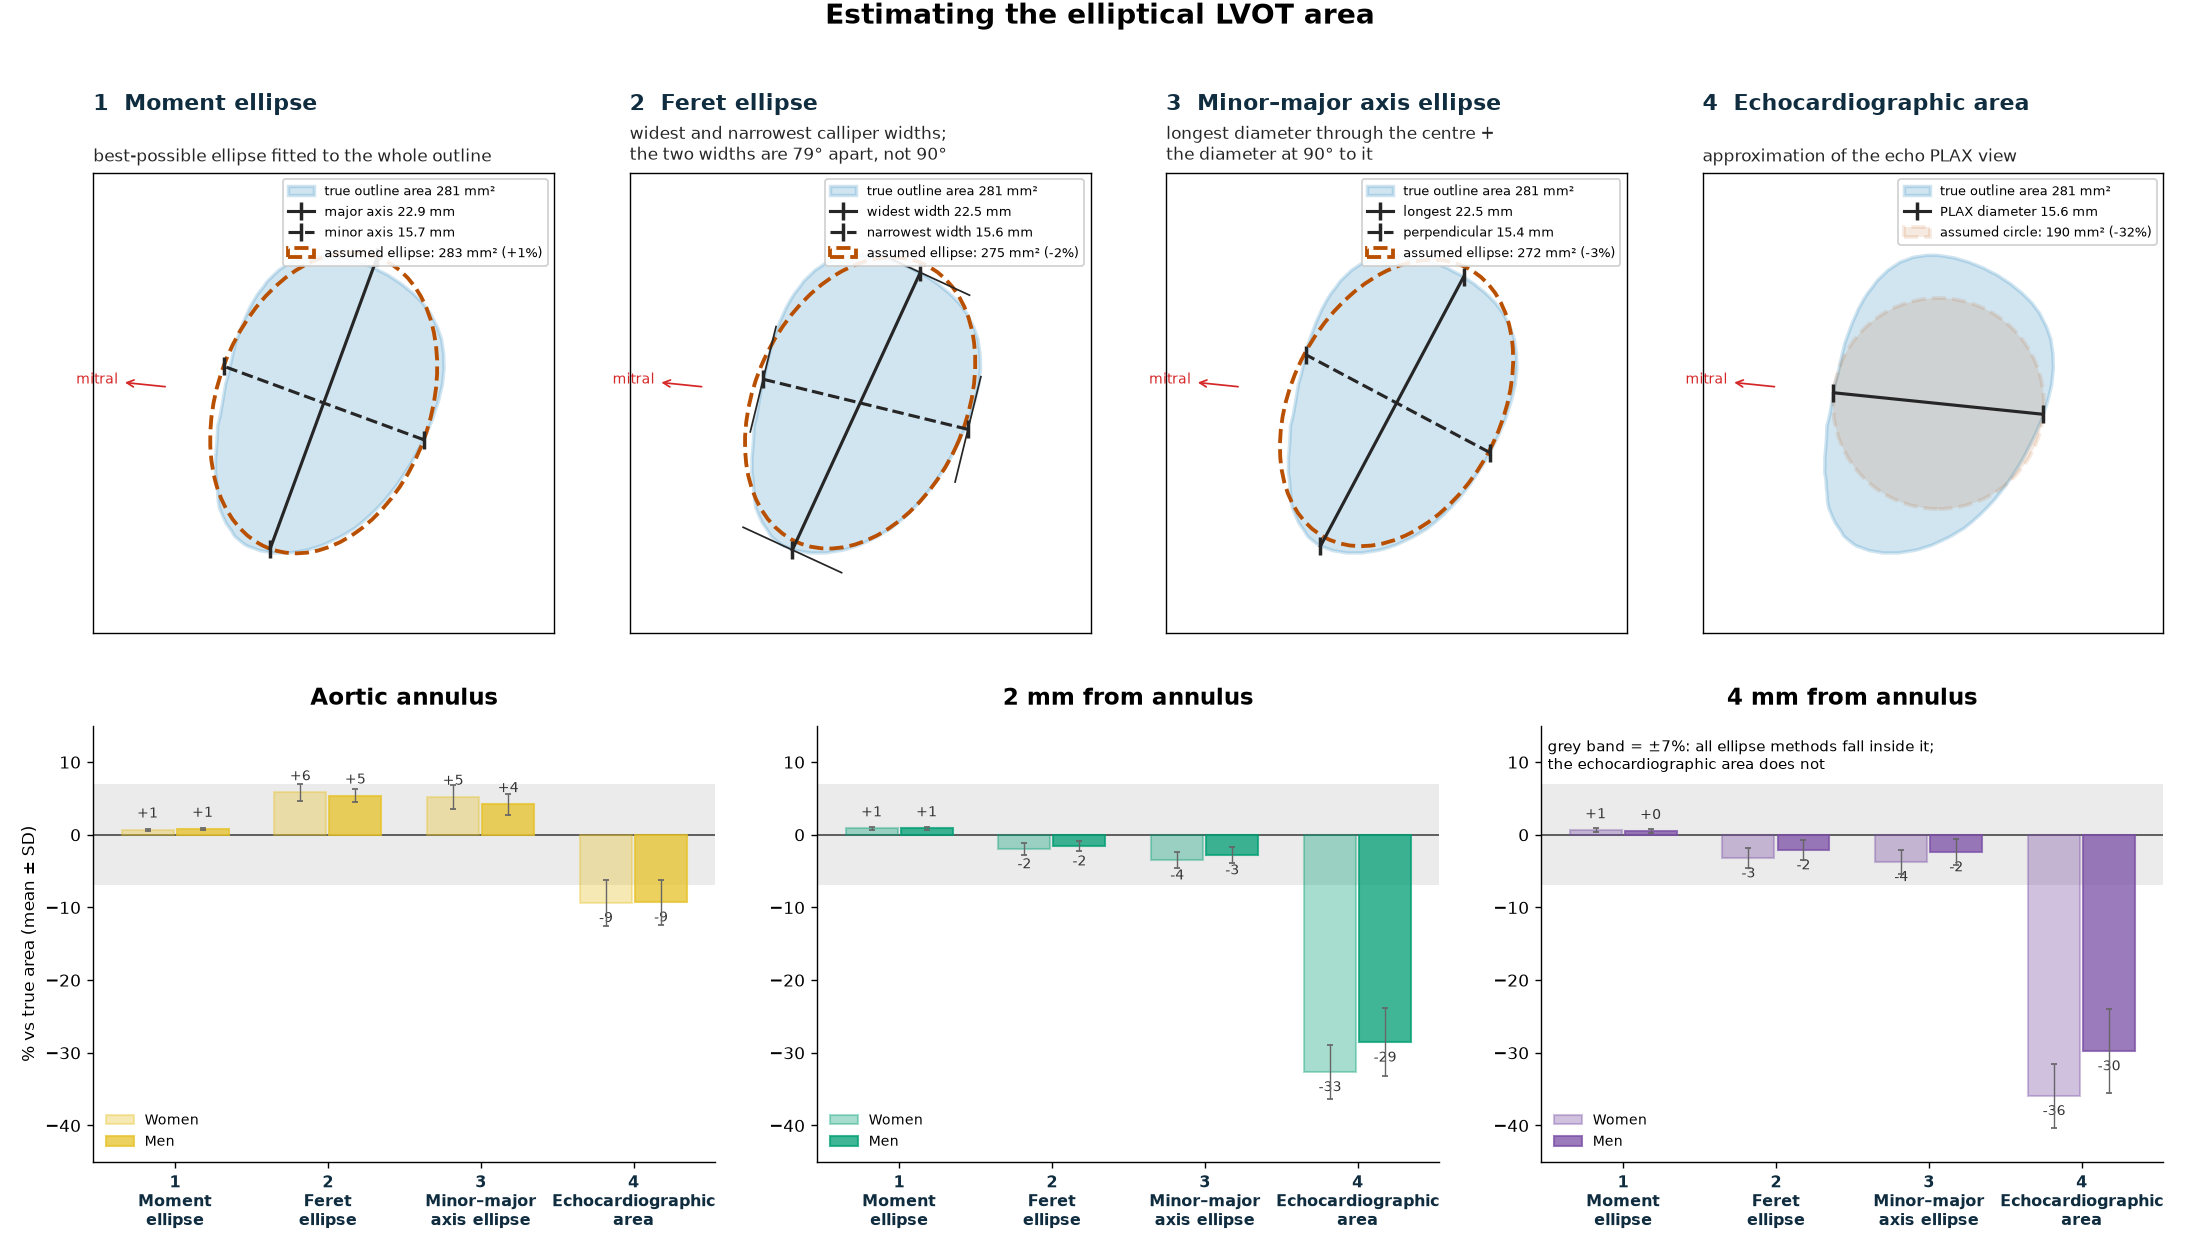 Estimating the elliptical LVOT area
1 Moment ellipse
best-possible ellipse fitted to the whole outline
true outline area 281 mm²
major axis 22.9 mm
minor axis 15.7 mm
assumed ellipse: 283 mm² (+1%)
mitral
2 Feret ellipse
widest and narrowest calliper widths;
the two widths are 79° apart, not 90°
true outline area 281 mm²
widest width 22.5 mm
narrowest width 15.6 mm
assumed ellipse: 275 mm² (-2%)
mitral
3 Minor–major axis ellipse
longest diameter through the centre +
the diameter at 90° to it
true outline area 281 mm²
longest 22.5 mm
perpendicular 15.4 mm
assumed ellipse: 272 mm² (-3%)
mitral
4 Echocardiographic area
approximation of the echo PLAX view
true outline area 281 mm²
PLAX diameter 15.6 mm
assumed circle: 190 mm² (-32%)
mitral
Aortic annulus
% vs true area (mean ± SD)
10
0
−10
−20
−30
−40
+1
+1
+6
+5
+5
+4
-9
-9
Women
Men
1
Moment
ellipse
2
Feret
ellipse
3
Minor–major
axis ellipse
4
Echocardiographic
area
2 mm from annulus
10
0
−10
−20
−30
−40
+1
+1
-2
-2
-4
-3
-33
-29
Women
Men
1
Moment
ellipse
2
Feret
ellipse
3
Minor–major
axis ellipse
4
Echocardiographic
area
4 mm from annulus
grey band = ±7%: all ellipse methods fall inside it;
the echocardiographic area does not
10
0
−10
−20
−30
−40
+1
+0
-3
-2
-4
-2
-36
-30
Women
Men
1
Moment
ellipse
2
Feret
ellipse
3
Minor–major
axis ellipse
4
Echocardiographic
area